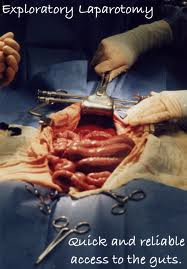 Exploratory Laparotomy
Quick and reliable
access to the guts.